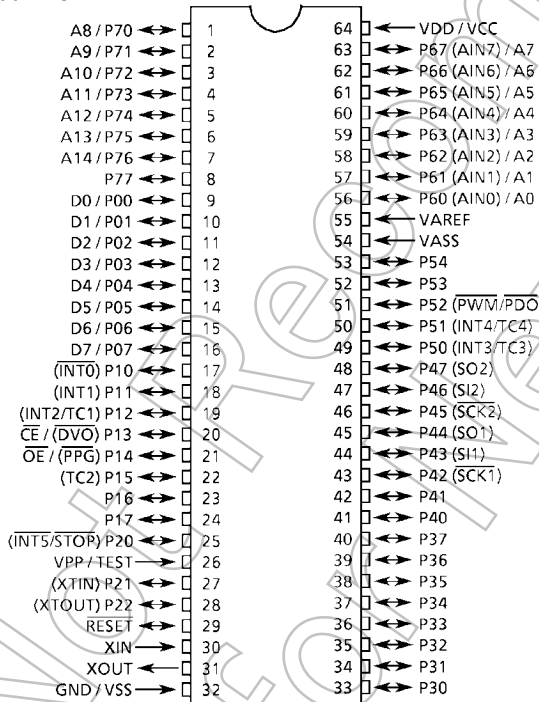 A8 / P70 1
A9 / P71 2
A10 / P72 3
A11 / P73 4
A12 / P74 5
A13 / P75 6
A14 / P76 7
P77 8
D0 / P00 9
D1 / P01 10
D2 / P02 11
D3 / P03 12
D4 / P04 13
D5 / P05 14
D6 / P06 15
D7 / P07 16
(INT0) P10 17
(INT1) P11 18
(INT2/TC1) P12 19
CE / (DVO) P13 20
OE / (PPG) P14 21
(TC2) P15 22
P16 23
P17 24
(INT5/STOP) P20 25
VPP / TEST 26
(XTIN) P21 27
(XTOUT) P22 28
RESET 29
XIN 30
XOUT 31
GND / VSS 32
64 VDD / VCC
63 P67 (AIN7) / A7
62 P66 (AIN6) / A6
61 P65 (AIN5) / A5
60 P64 (AIN4) / A4
59 P63 (AIN3) / A3
58 P62 (AIN2) / A2
57 P61 (AIN1) / A1
56 P60 (AIN0) / A0
55 VAREF
54 VASS
53 P54
52 P53
51 P52 (PWM/PDO
50 P51 (INT4/TC4)
49 P50 (INT3/TC3)
48 P47 (SO2)
47 P46 (SI2)
46 P45 (SCK2)
45 P44 (SO1)
44 P43 (SI1)
43 P42 (SCK1)
42 P41
41 P40
40 P37
39 P36
38 P35
37 P34
36 P33
35 P32
34 P31
33 P30